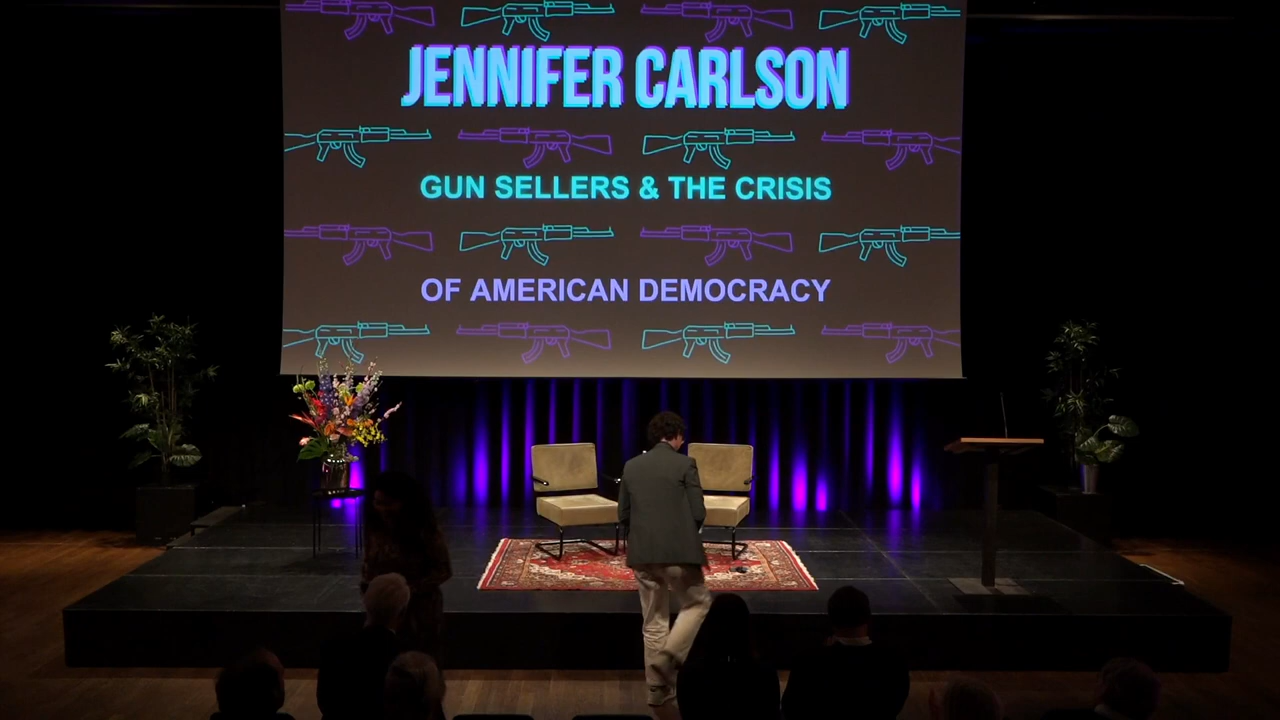 JENNIFER CARLSON
GUN SELLERS & THE CRISIS
OF AMERICAN DEMOCRACY